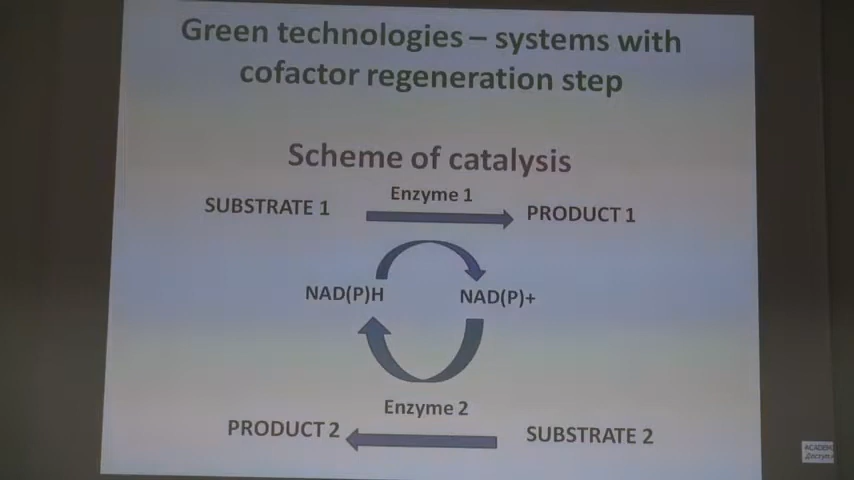 Green technologies – systems with
cofactor regeneration step
Scheme of catalysis
Enzyme 1
SUBSTRATE 1
PRODUCT 1
NAD(P)H
NAD(P)+
Enzyme 2
PRODUCT 2
SUBSTRATE 2